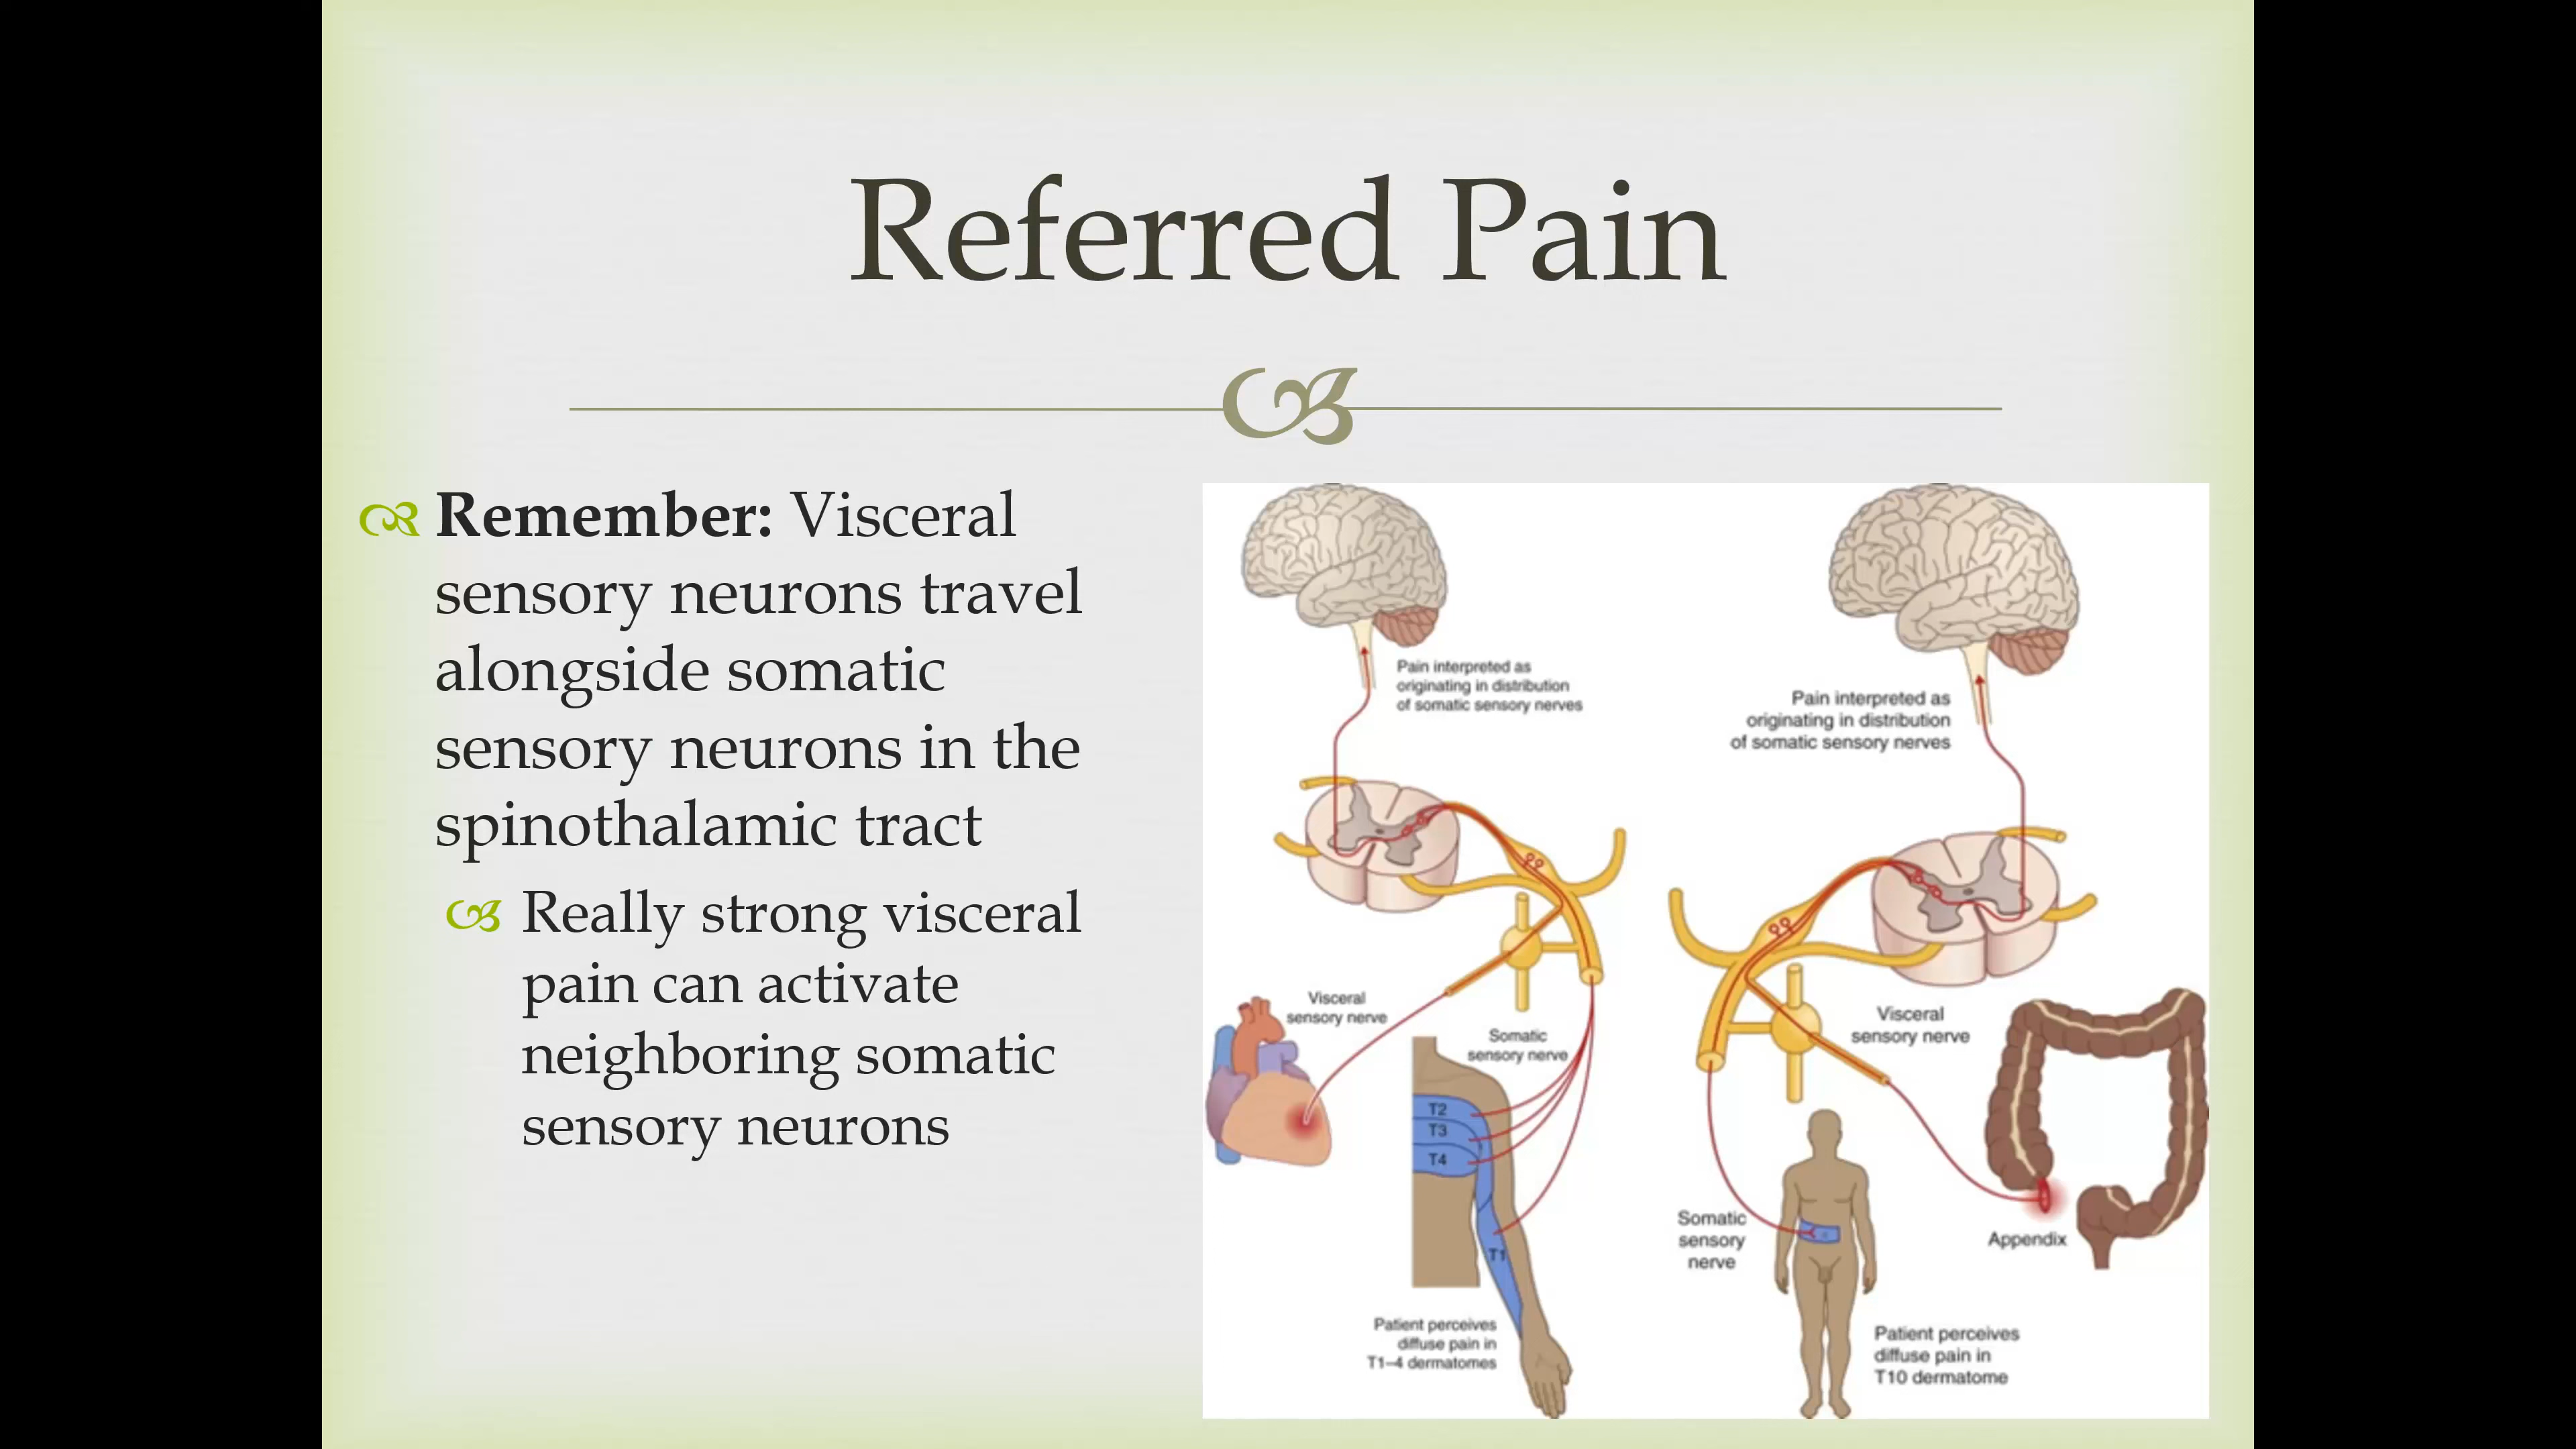 Referred Pain
Remember: Visceral
sensory neurons travel
alongside somatic
sensory neurons in the
spinothalamic tract
Really strong visceral
pain can activate
neighboring somatic
sensory neurons
Pain interpreted as
originating in distribution
of somatic sensory nerves
Visceral
sensory nerve
Somatic
sensory nerve
T2
T3
T4
T1
Patient perceives
diffuse pain in
T1–4 dermatomes
Pain interpreted as
originating in distribution
of somatic sensory nerves
Visceral
sensory nerve
Somatic
sensory
nerve
Appendix
Patient perceives
diffuse pain in
T10 dermatome